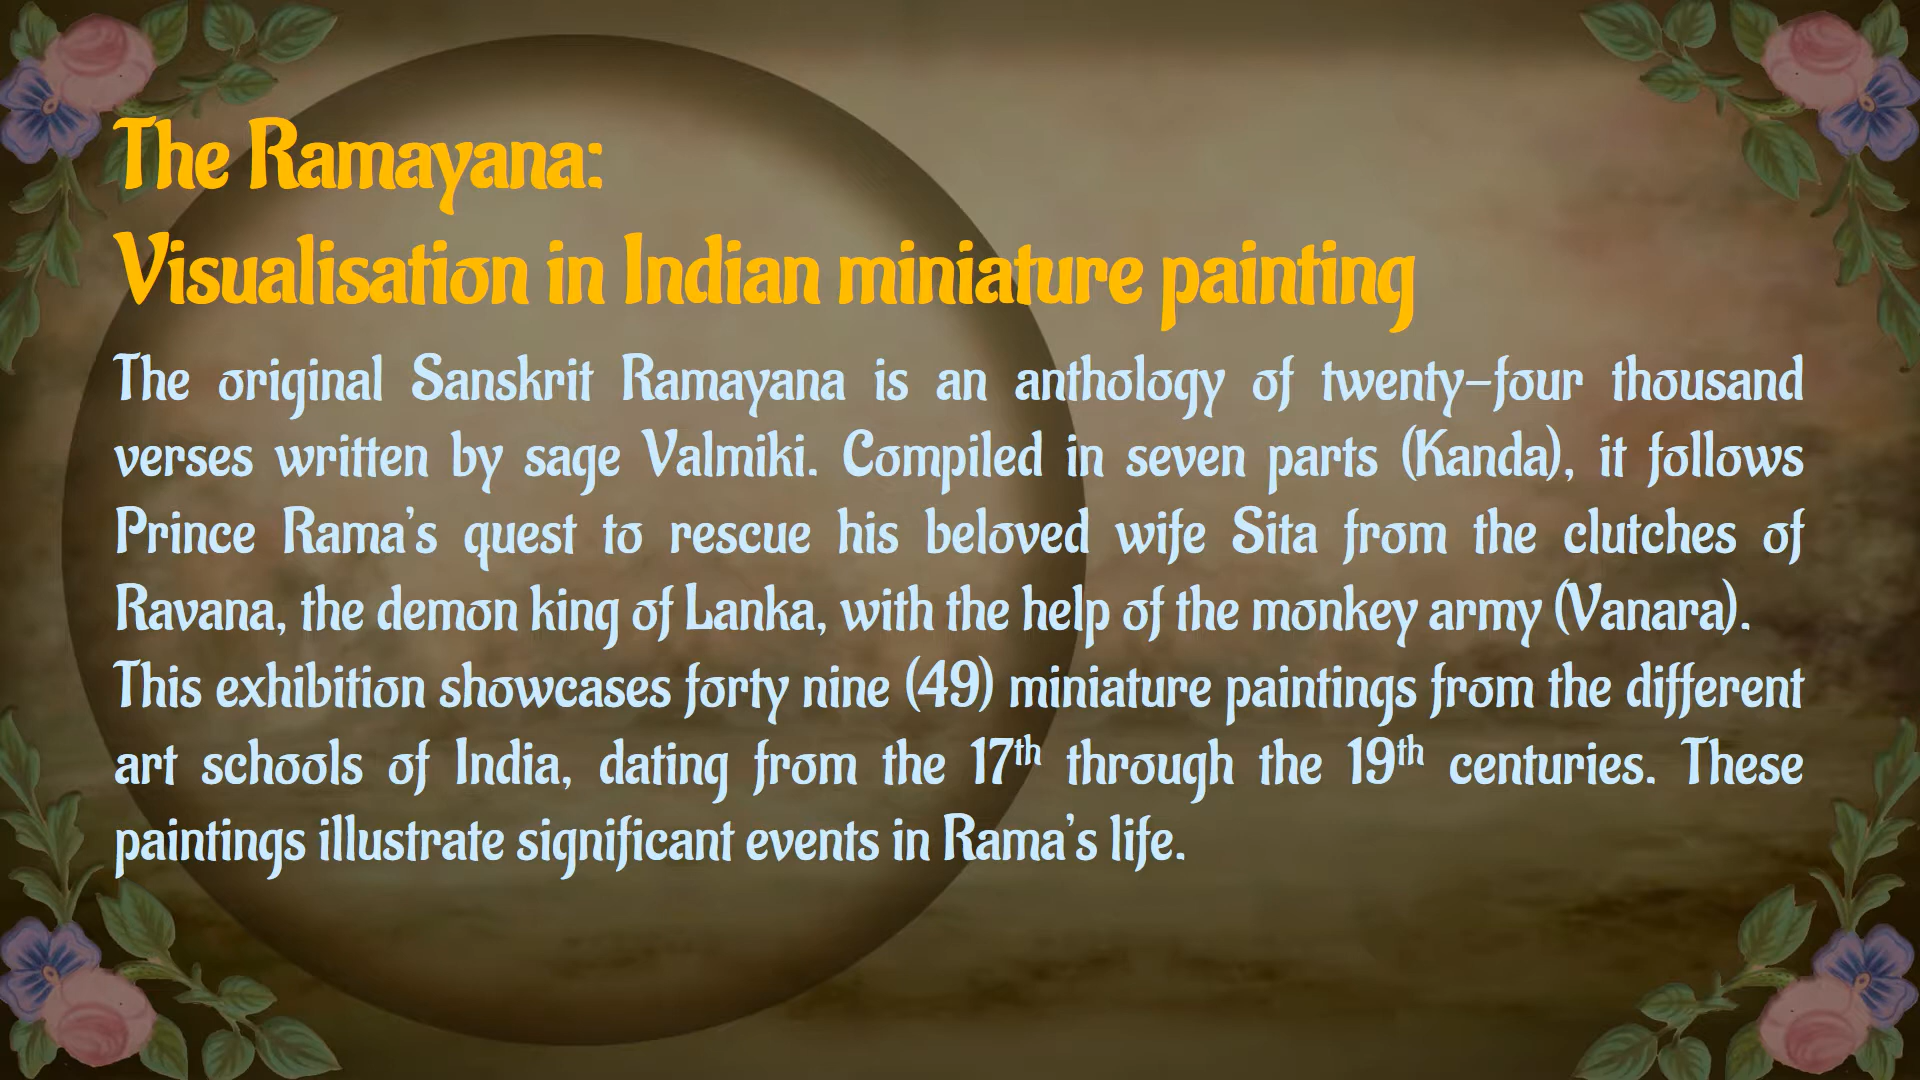 The Ramayana:
Visualisation in Indian miniature painting
The original Sanskrit Ramayana is an anthology of twenty-four thousand
verses written by sage Valmiki. Compiled in seven parts (Kanda), it follows
Prince Rama's quest to rescue his beloved wife Sita from the clutches of
Ravana, the demon king of Lanka, with the help of the monkey army (Vanara).
This exhibition showcases forty nine (49) miniature paintings from the different
art schools of India, dating from the 17th through the 19th centuries. These
paintings illustrate significant events in Rama's life.